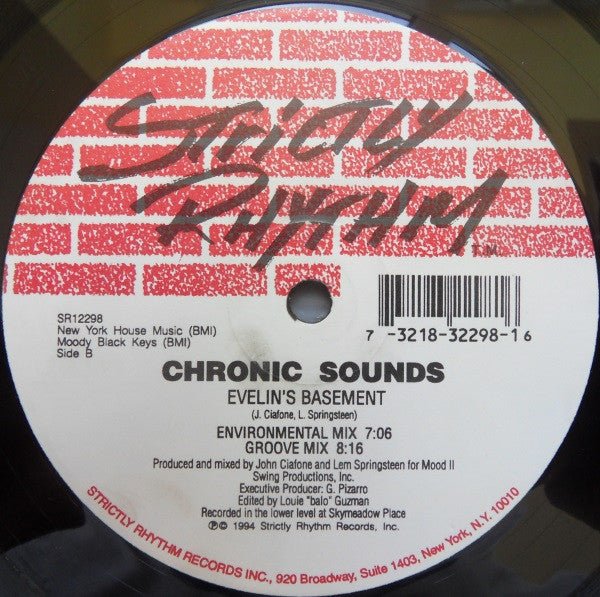 STRICTLY
RHYTHM
T.M.
SR12298
New York House Music (BMI)
Moody Black Keys (BMI)
Side B
7 -3218-32298-1 6
CHRONIC SOUNDS
EVELIN'S BASEMENT
(J. Ciafone, L. Springsteen)
ENVIRONMENTAL MIX 7:06
GROOVE MIX 8:16
Produced and mixed by John Ciafone and Lem Springsteen for Mood II
Swing Productions, Inc.
Executive Producer: G. Pizarro
Edited by Louie "balo" Guzman
Recorded in the lower level at Skymeadow Place
℗© 1994 Strictly Rhythm Records, Inc.
STRICTLY RHYTHM RECORDS INC., 920 Broadway, Suite 1403, New York, N.Y. 10010